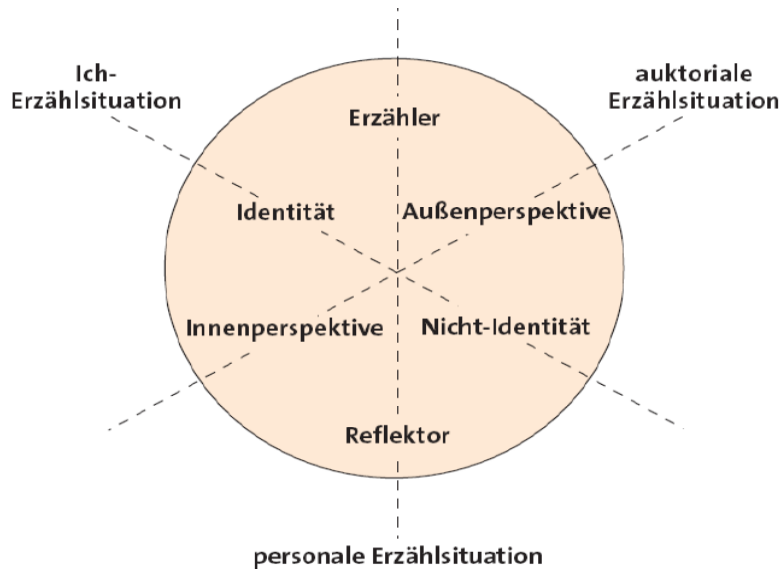 Ich-
Erzählsituation
auktoriale
Erzählsituation
Erzähler
Identität
Außenperspektive
Innenperspektive
Nicht-Identität
Reflektor
personale Erzählsituation